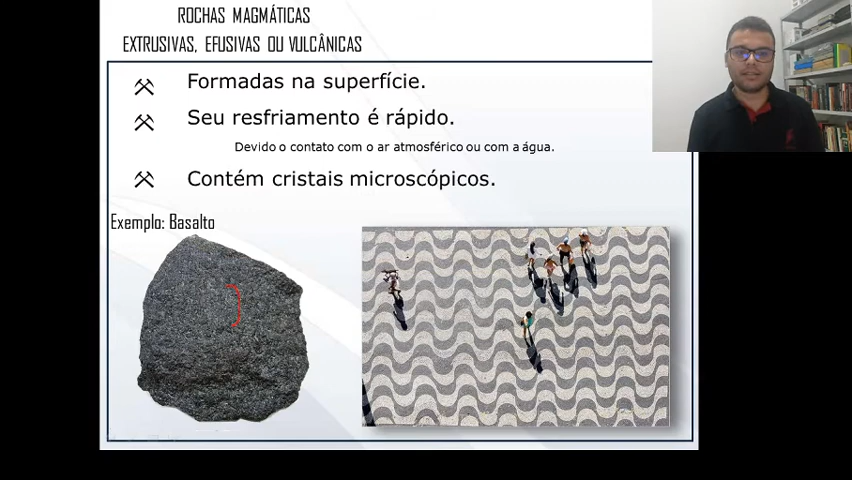 ROCHAS MAGMÁTICAS
EXTRUSIVAS, EFUSIVAS OU VULCÂNICAS
Formadas na superfície.
Seu resfriamento é rápido.
Devido o contato com o ar atmosférico ou com a água.
Contém cristais microscópicos.
Exemplo: Basalto